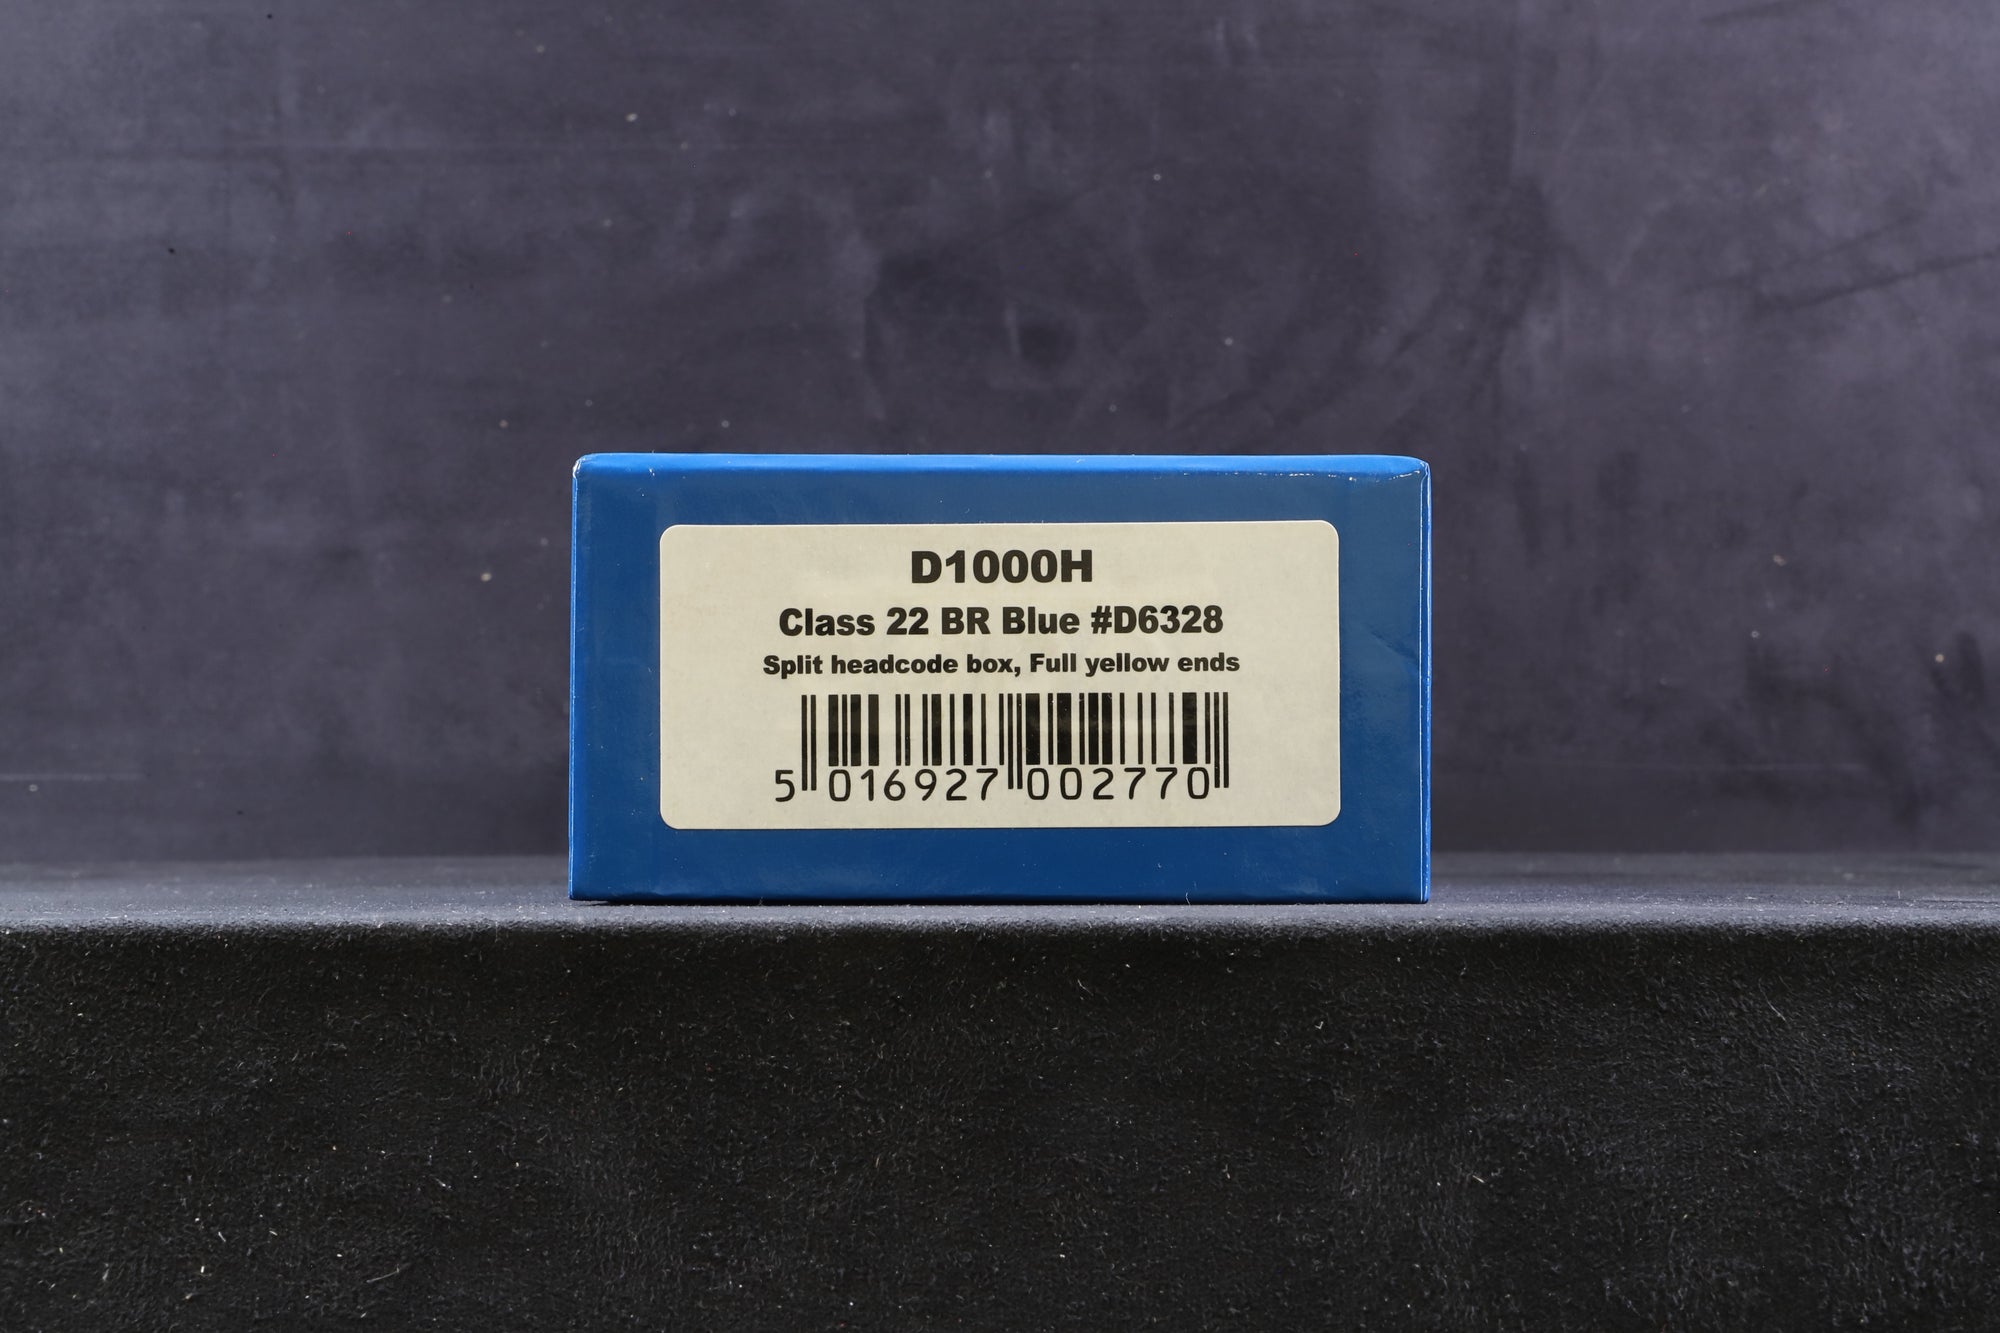 D1000H
Class 22 BR Blue #D6328
Split headcode box, Full yellow ends
5 016927 002770